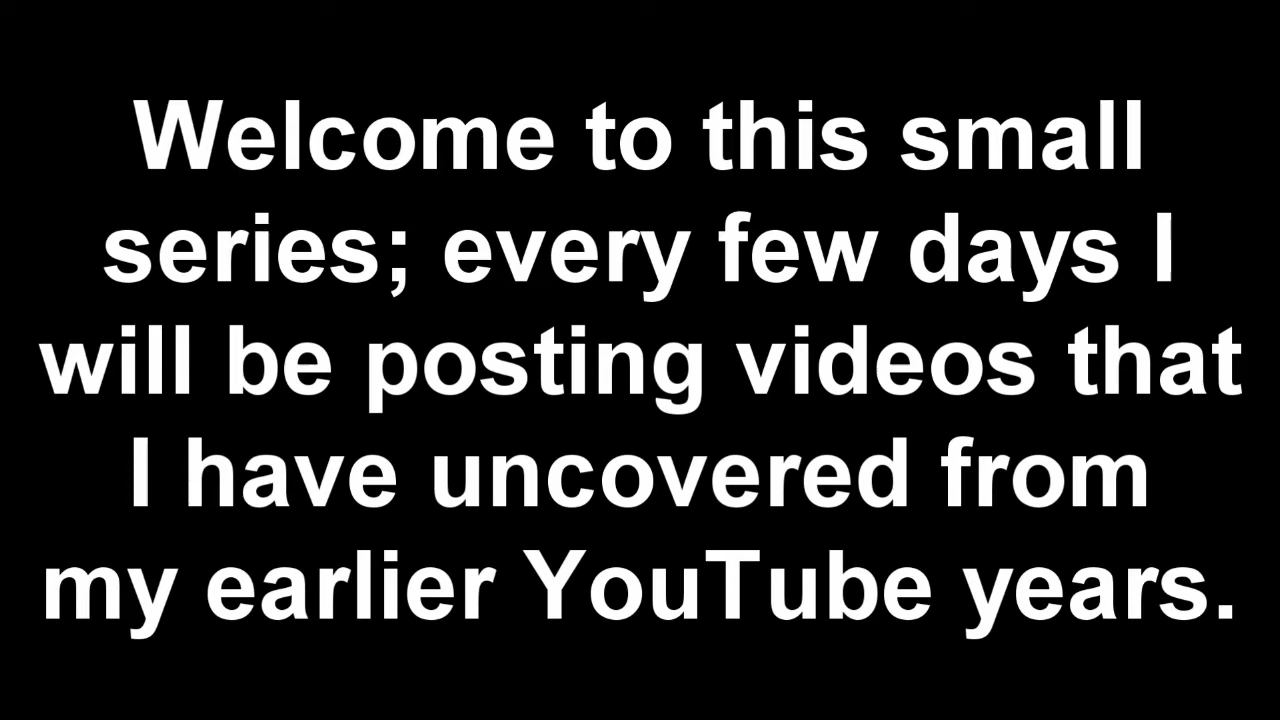 Welcome to this small
series; every few days I
will be posting videos that
I have uncovered from
my earlier YouTube years.